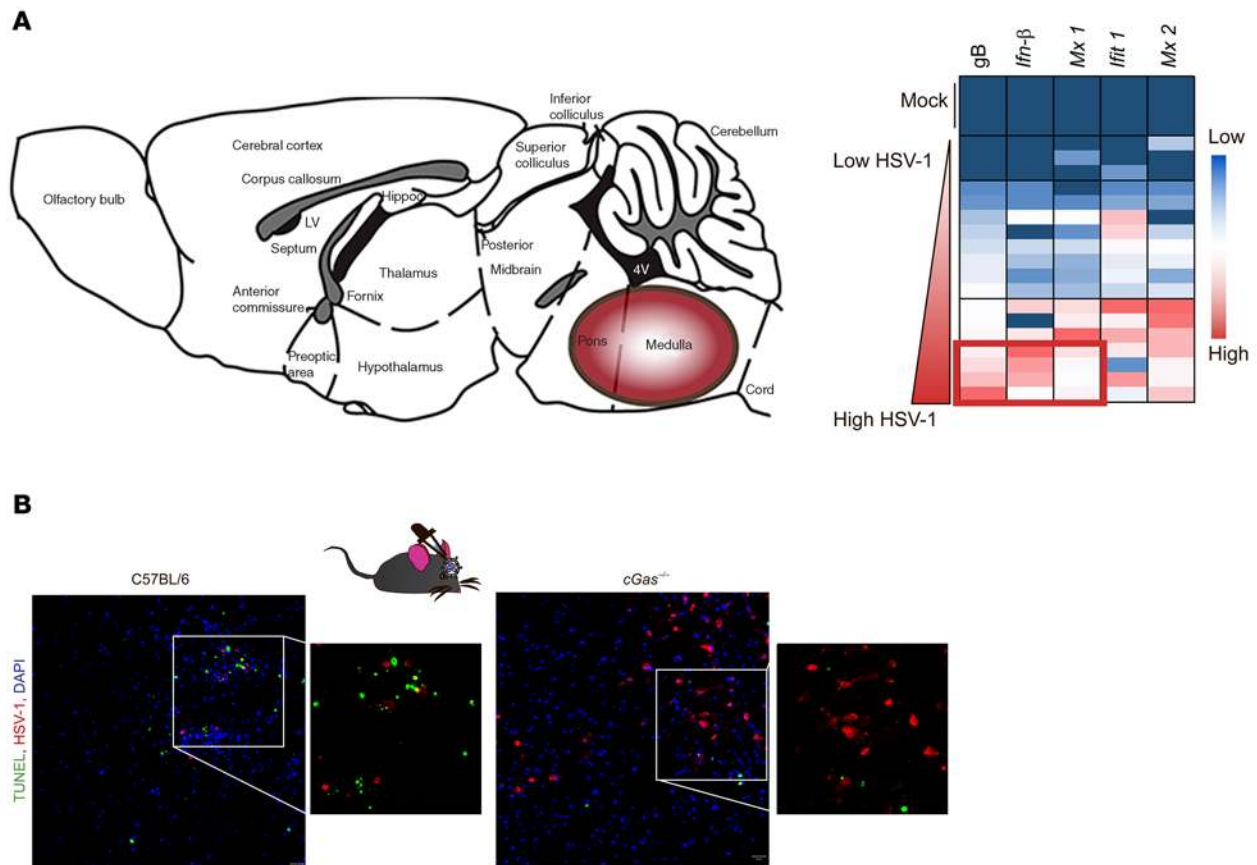 A
Inferior
colliculus
Cerebellum
Superior
colliculus
Cerebral cortex
Corpus callosum
Olfactory bulb
Hippoc
LV
Septum
Posterior
Midbrain
4V
Thalamus
Anterior
commissure
Fornix
Pons
Medulla
Preoptic
area
Hypothalamus
Cord
gB
Ifn-β
Mx 1
Ifit 1
Mx 2
Mock
Low HSV-1
High HSV-1
Low
High
B
C57BL/6
cGas-/-
TUNEL, HSV-1, DAPI